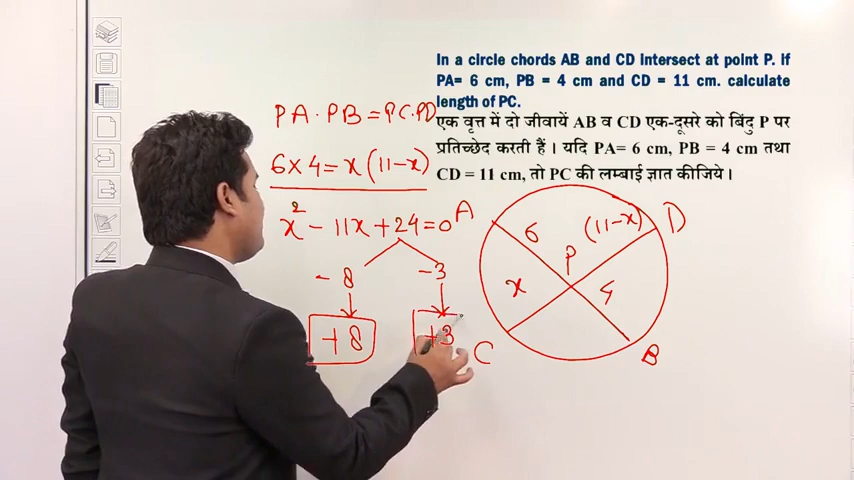 In a circle chords AB and CD intersect at point P. If
PA= 6 cm, PB = 4 cm and CD = 11 cm. calculate
length of PC.
एक वृत्त में दो जीवायें AB व CD एक-दूसरे को बिंदु P पर
प्रतिच्छेद करती हैं । यदि PA= 6 cm, PB = 4 cm तथा
CD = 11 cm, तो PC की लम्बाई ज्ञात कीजिये ।
PA . PB = PC . PD
6 × 4 = x (11-x)
x² - 11x + 24 = 0
- 8 - 3
+8 +3
A
D
6
(11-x)
P
x
4
C
B